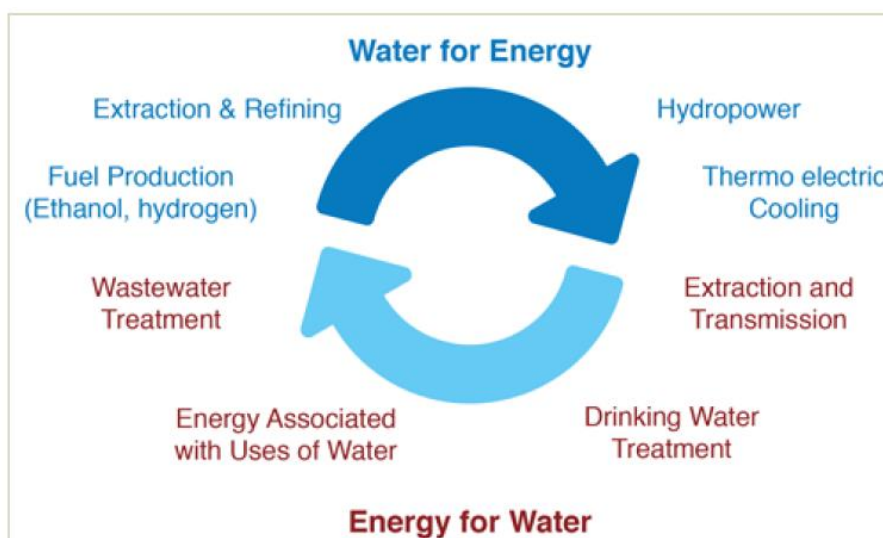 Water for Energy
Extraction & Refining
Hydropower
Fuel Production
(Ethanol, hydrogen)
Thermo electric
Cooling
Wastewater
Treatment
Extraction and
Transmission
Energy Associated
with Uses of Water
Drinking Water
Treatment
Energy for Water